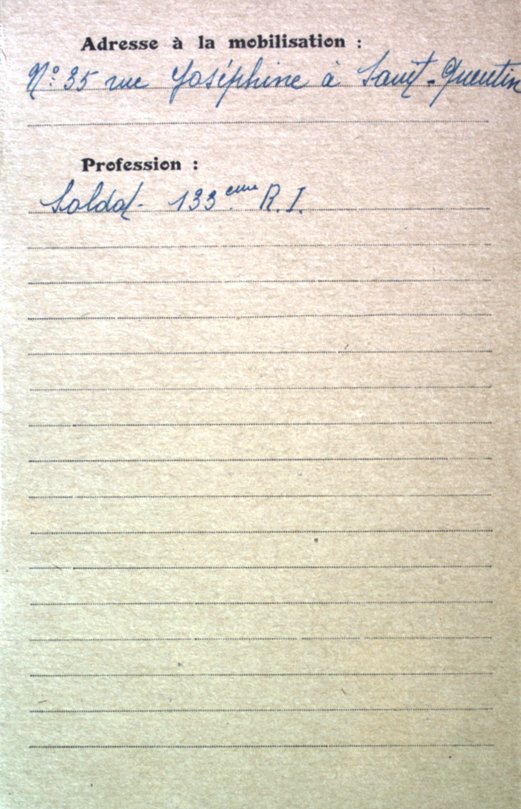 Adresse à la mobilisation :
N° 35 rue Joséphine à Saint-Quentin
Profession :
Soldat - 133ème R.I.